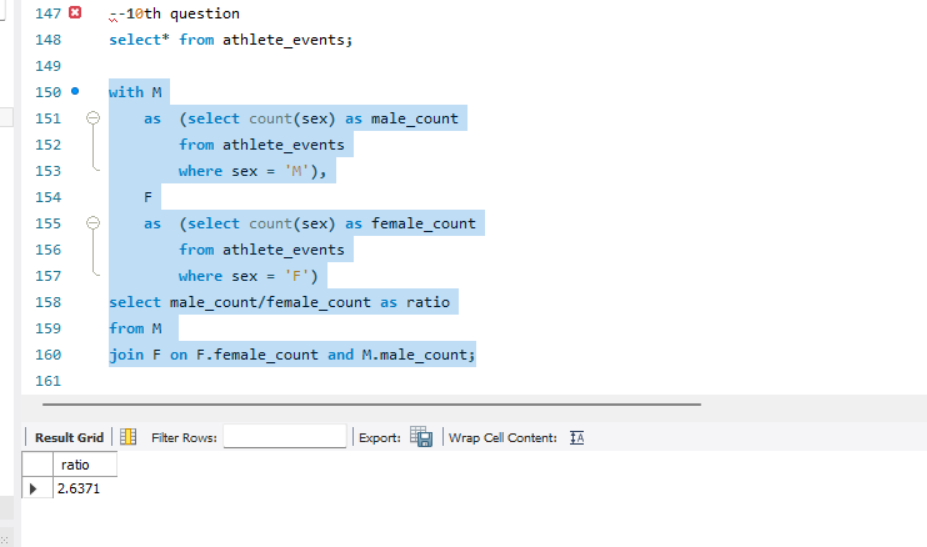 147 --10th question
148 select* from athlete_events;
149
150 with M
151 as (select count(sex) as male_count
152 from athlete_events
153 where sex = 'M'),
154 F
155 as (select count(sex) as female_count
156 from athlete_events
157 where sex = 'F')
158 select male_count/female_count as ratio
159 from M
160 join F on F.female_count and M.male_count;
161
Result Grid Filter Rows: Export: Wrap Cell Content: IA
ratio
2.6371